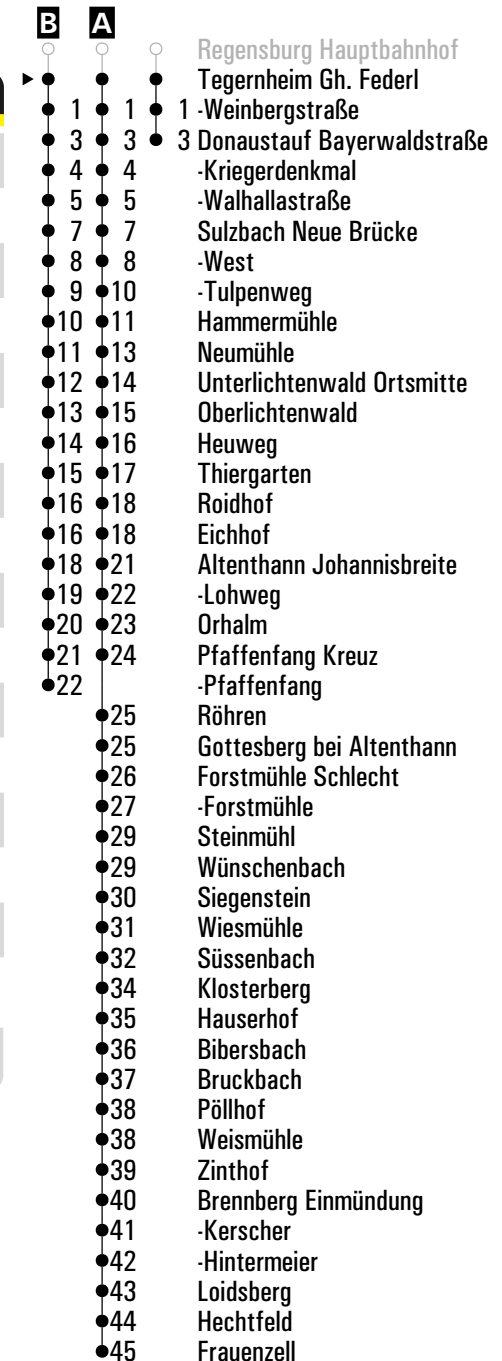 B A
Regensburg Hauptbahnhof
Tegernheim Gh. Federl
1 1 1 -Weinbergstraße
3 3 3 Donaustauf Bayerwaldstraße
4 4 -Kriegerdenkmal
5 5 -Walhallastraße
7 7 Sulzbach Neue Brücke
8 8 -West
9 10 -Tulpenweg
10 11 Hammermühle
11 13 Neumühle
12 14 Unterlichtenwald Ortsmitte
13 15 Oberlichtenwald
14 16 Heuweg
15 17 Thiergarten
16 18 Roidhof
16 18 Eichhof
18 21 Altenthann Johannisbreite
19 22 -Lohweg
20 23 Orhalm
21 24 Pfaffenfang Kreuz
22 -Pfaffenfang
25 Röhren
25 Gottesberg bei Altenthann
26 Forstmühle Schlecht
27 -Forstmühle
29 Steinmühl
29 Wünschenbach
30 Siegenstein
31 Wiesmühle
32 Süssenbach
34 Klosterberg
35 Hauserhof
36 Bibersbach
37 Bruckbach
38 Pöllhof
38 Weismühle
39 Zinthof
40 Brennberg Einmündung
41 -Kerscher
42 -Hintermeier
43 Loidsberg
44 Hechtfeld
45 Frauenzell